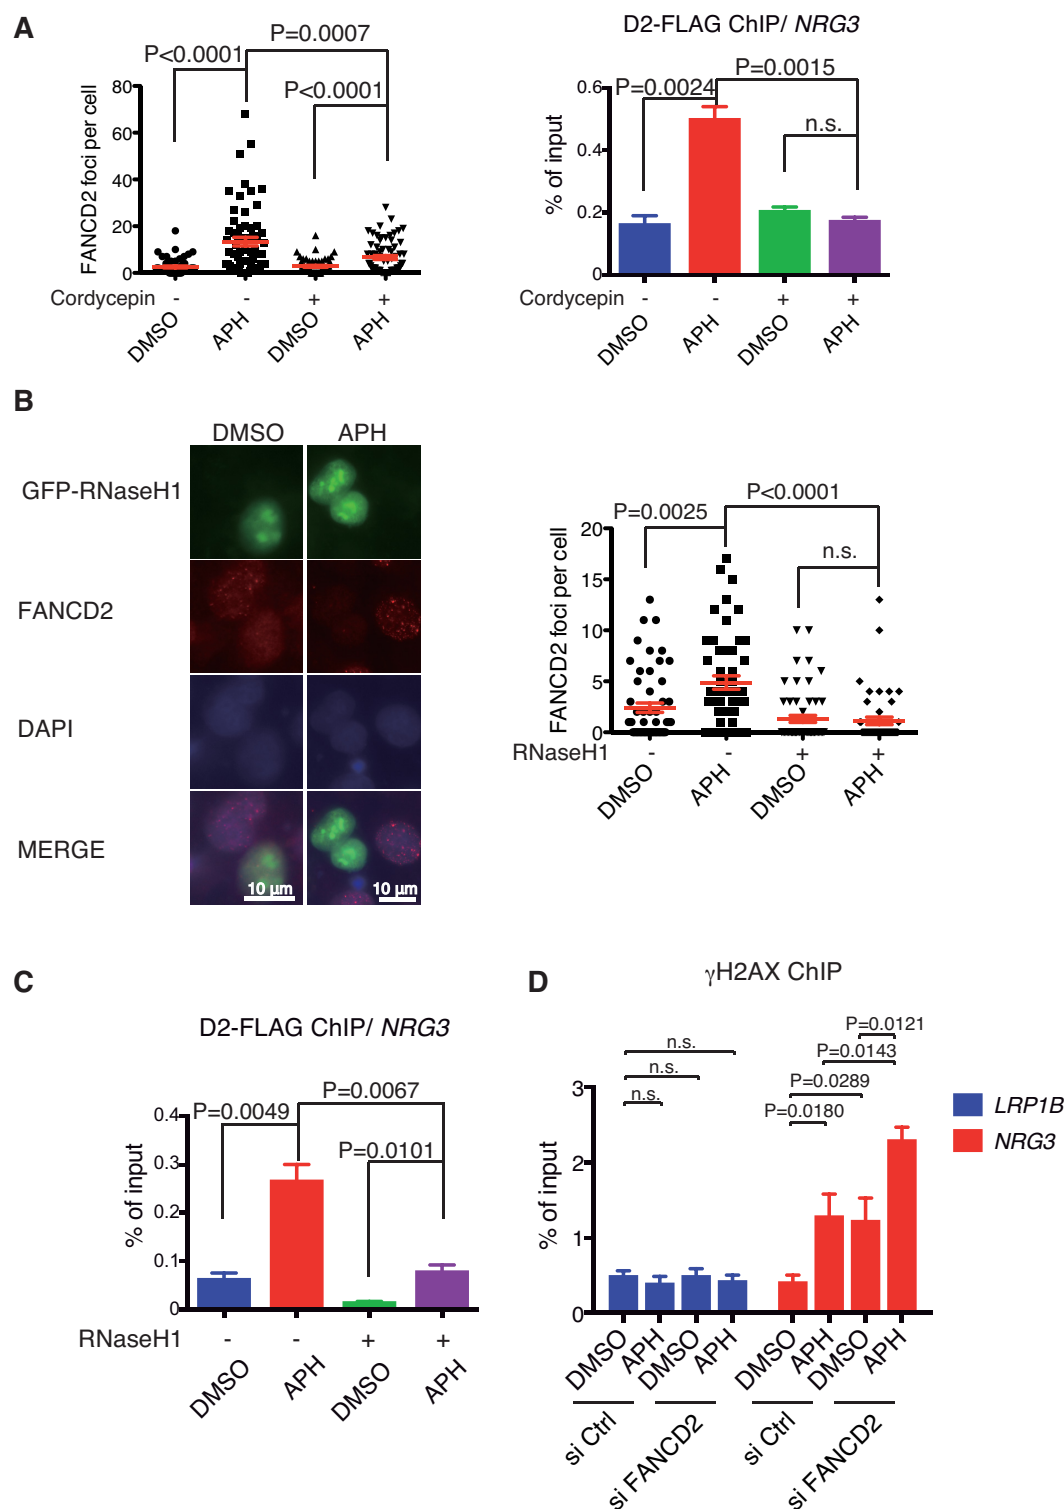 A
P<0.0001
P=0.0007
P<0.0001
FANCD2 foci per cell
80
60
40
20
0
Cordycepin - - + +
DMSO APH DMSO APH
D2-FLAG ChIP/ NRG3
P=0.0024
P=0.0015
n.s.
% of input
0.6
0.4
0.2
0
Cordycepin - - + +
DMSO APH DMSO APH
B
DMSO APH
GFP-RNaseH1
FANCD2
DAPI
MERGE
10 µm 10 µm
P=0.0025
P<0.0001
n.s.
FANCD2 foci per cell
20
15
10
5
0
RNaseH1 - - + +
DMSO APH DMSO APH
C
D2-FLAG ChIP/ NRG3
P=0.0049
P=0.0067
P=0.0101
% of input
0.4
0.3
0.2
0.1
0
RNaseH1 - - + +
DMSO APH DMSO APH
D
γH2AX ChIP
n.s.
n.s.
n.s.
P=0.0121
P=0.0143
P=0.0289
P=0.0180
LRP1B
NRG3
% of input
3
2
1
0
DMSO APH DMSO APH DMSO APH DMSO APH
si Ctrl si FANCD2 si Ctrl si FANCD2